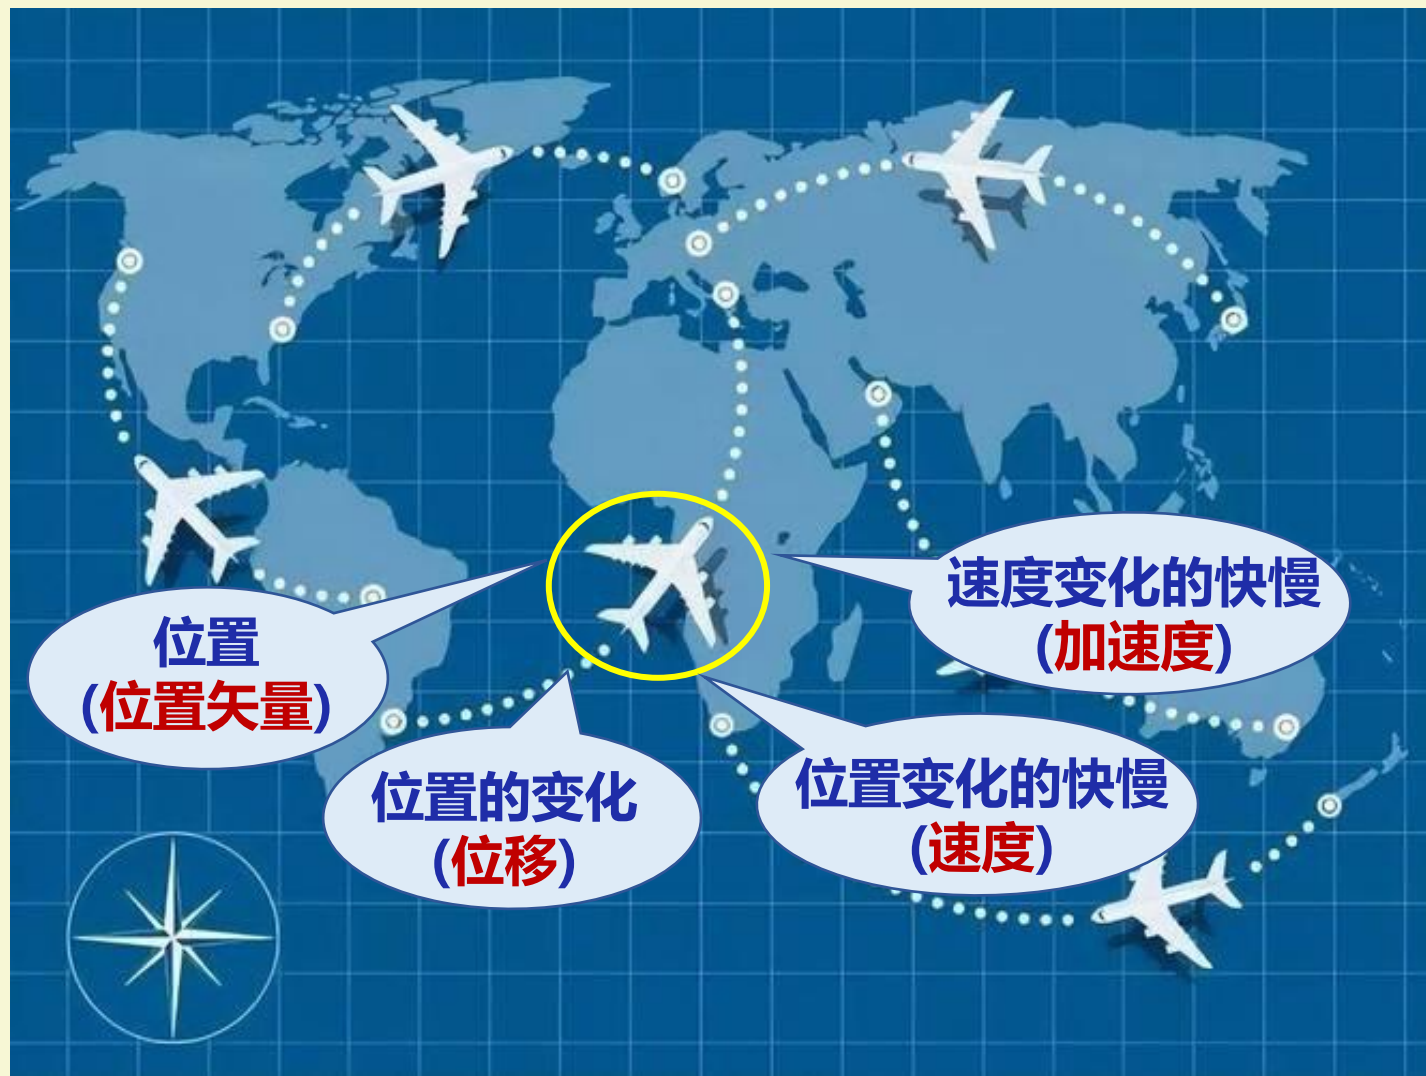 位置
(位置矢量)
位置的变化
(位移)
位置变化的快慢
(速度)
速度变化的快慢
(加速度)